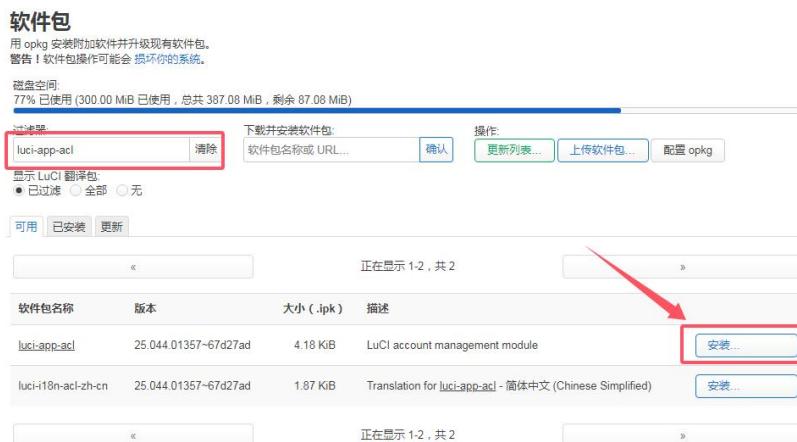 软件包
用 opkg 安装附加软件并升级现有软件包。
警告！软件包操作可能会 损坏你的系统。
磁盘空间:
77% 已使用 (300.00 MiB 已使用，总共 387.08 MiB，剩余 87.08 MiB)
过滤器: 下载并安装软件包: 操作:
luci-app-acl 清除 软件包名称或 URL... 确认 更新列表... 上传软件包... 配置 opkg
显示 LuCI 翻译包:
已过滤 全部 无
可用 已安装 更新
« 正在显示 1-2，共 2 »
软件包名称 版本 大小（.ipk） 描述
luci-app-acl 25.044.01357~67d27ad 4.18 KiB LuCI account management module 安装...
luci-i18n-acl-zh-cn 25.044.01357~67d27ad 1.87 KiB Translation for luci-app-acl - 简体中文 (Chinese Simplified) 安装...
« 正在显示 1-2，共 2 »